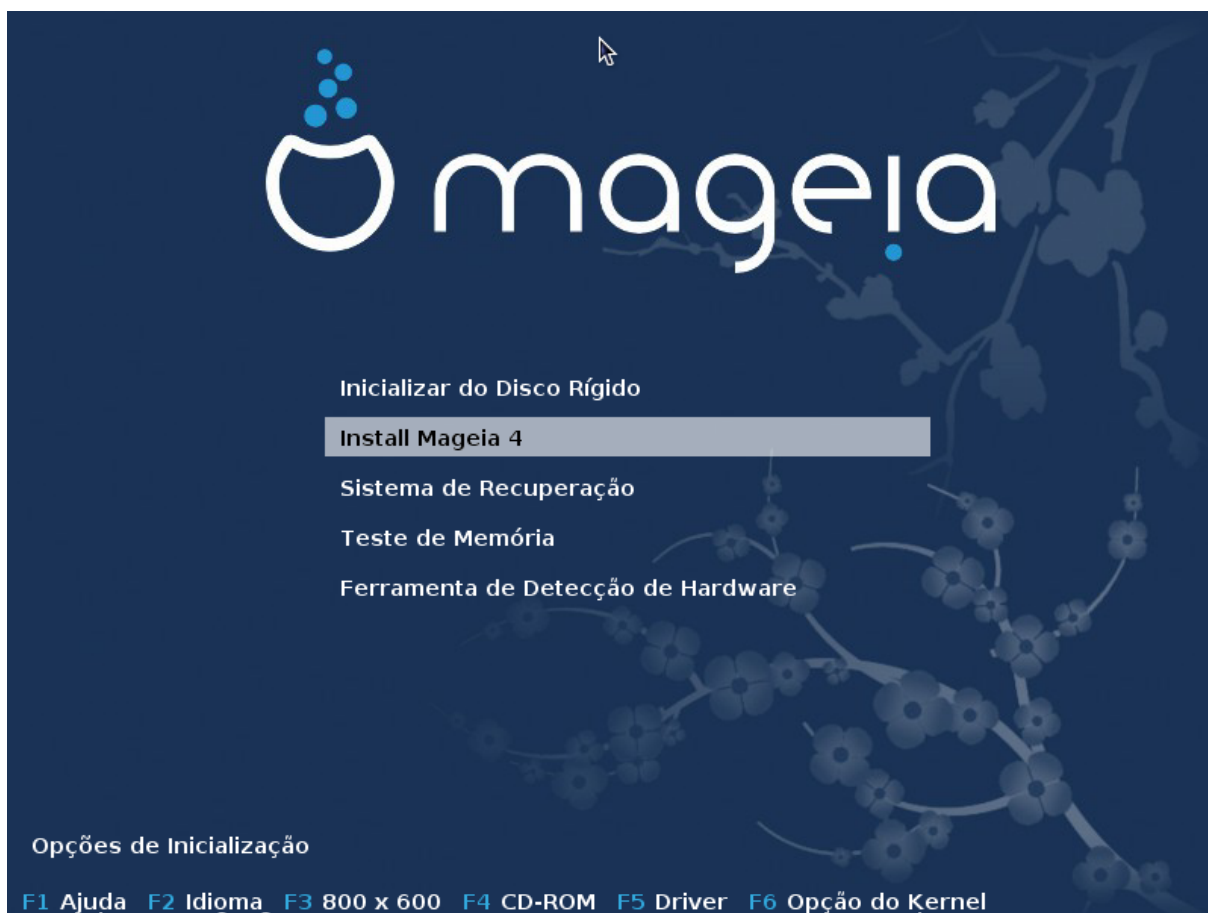 mageia
Inicializar do Disco Rígido
Install Mageia 4
Sistema de Recuperação
Teste de Memória
Ferramenta de Detecção de Hardware
Opções de Inicialização
F1 Ajuda F2 Idioma F3 800 x 600 F4 CD-ROM F5 Driver F6 Opção do Kernel